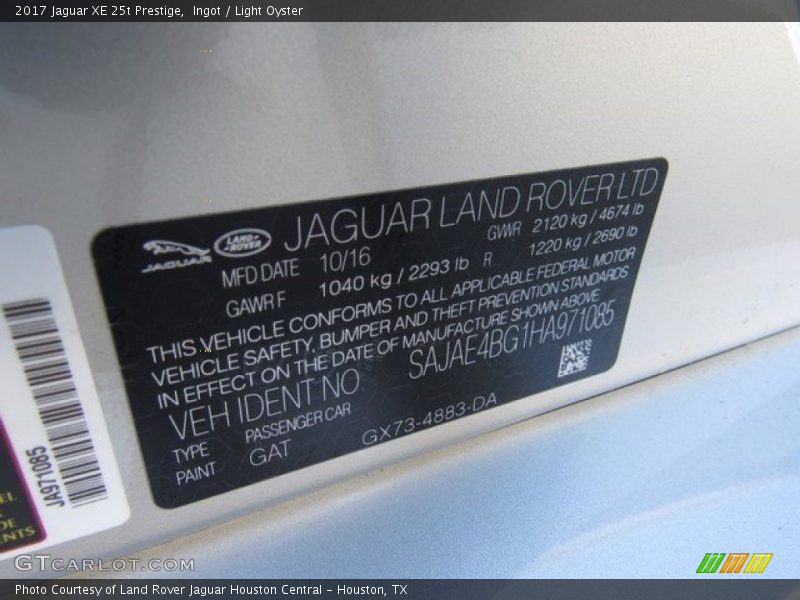 2017 Jaguar XE 25t Prestige,  Ingot / Light Oyster
JAGUAR
LAND ROVER
JAGUAR LAND ROVER LTD
MFD DATE 10/16 GWR 2120 kg / 4674 lb
GAWR F 1040 kg / 2293 lb R 1220 kg / 2690 lb
THIS VEHICLE CONFORMS TO ALL APPLICABLE FEDERAL MOTOR
VEHICLE SAFETY, BUMPER AND THEFT PREVENTION STANDARDS
IN EFFECT ON THE DATE OF MANUFACTURE SHOWN ABOVE
VEH IDENT NO SAJAE4BG1HA971085
TYPE PASSENGER CAR
PAINT GAT GX73-4883-DA
JA971085
GTCARLOT.COM
Photo Courtesy of Land Rover Jaguar Houston Central - Houston, TX